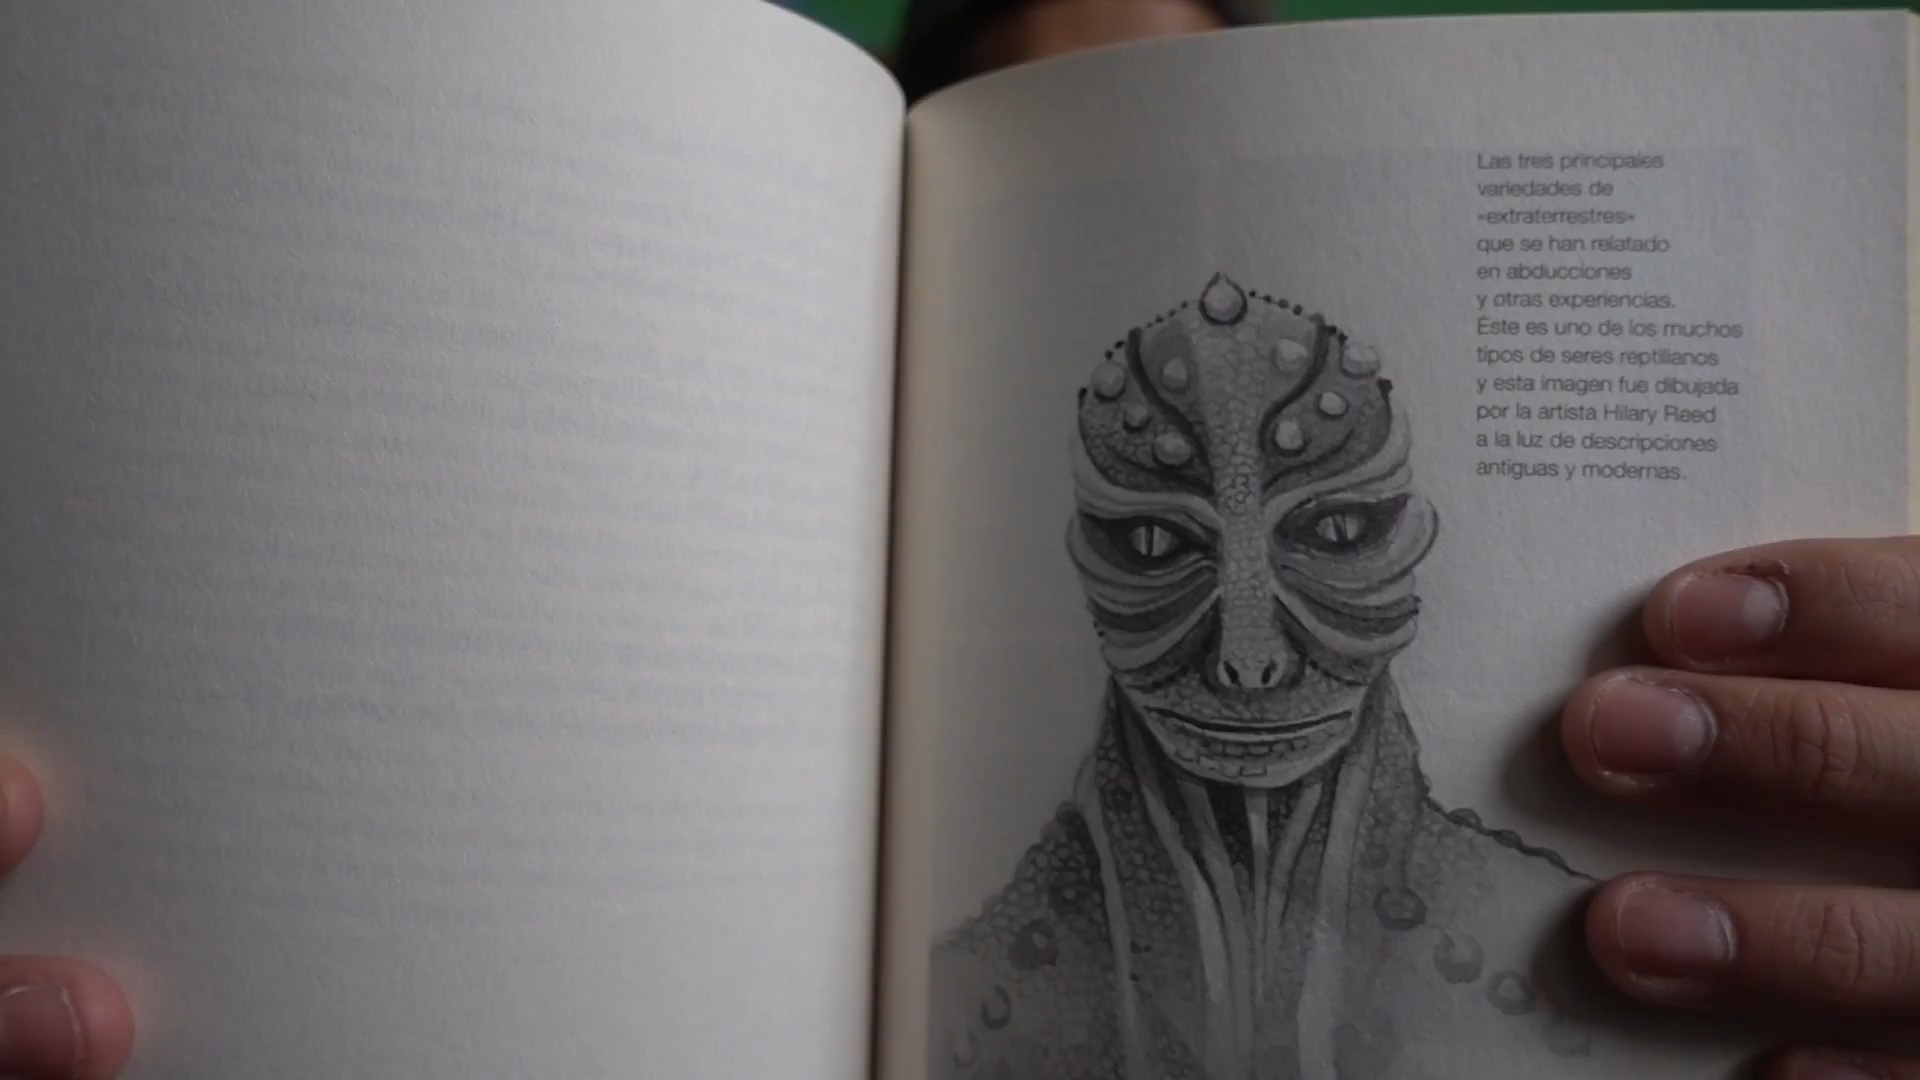 Las tres principales
variedades de
«extraterrestres»
que se han relatado
en abducciones
y otras experiencias.
Éste es uno de los muchos
tipos de seres reptilianos
y esta imagen fue dibujada
por la artista Hilary Reed
a la luz de descripciones
antiguas y modernas.